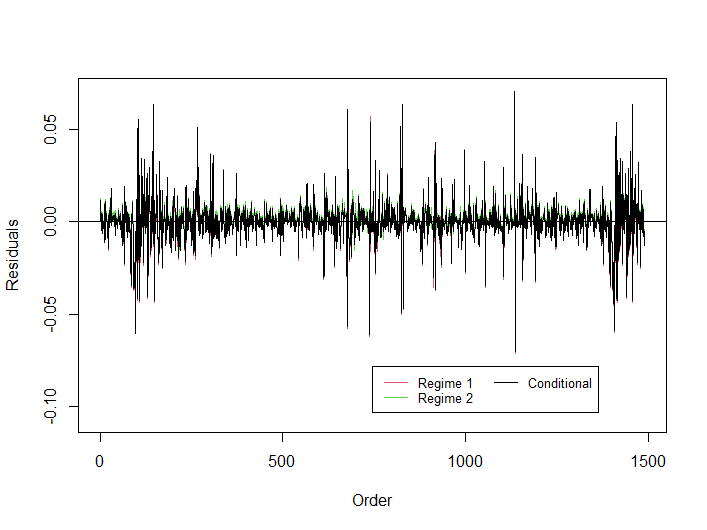 0.05
0.00
-0.05
-0.10
Residuals
Regime 1
Conditional
Regime 2
0
500
1000
1500
Order